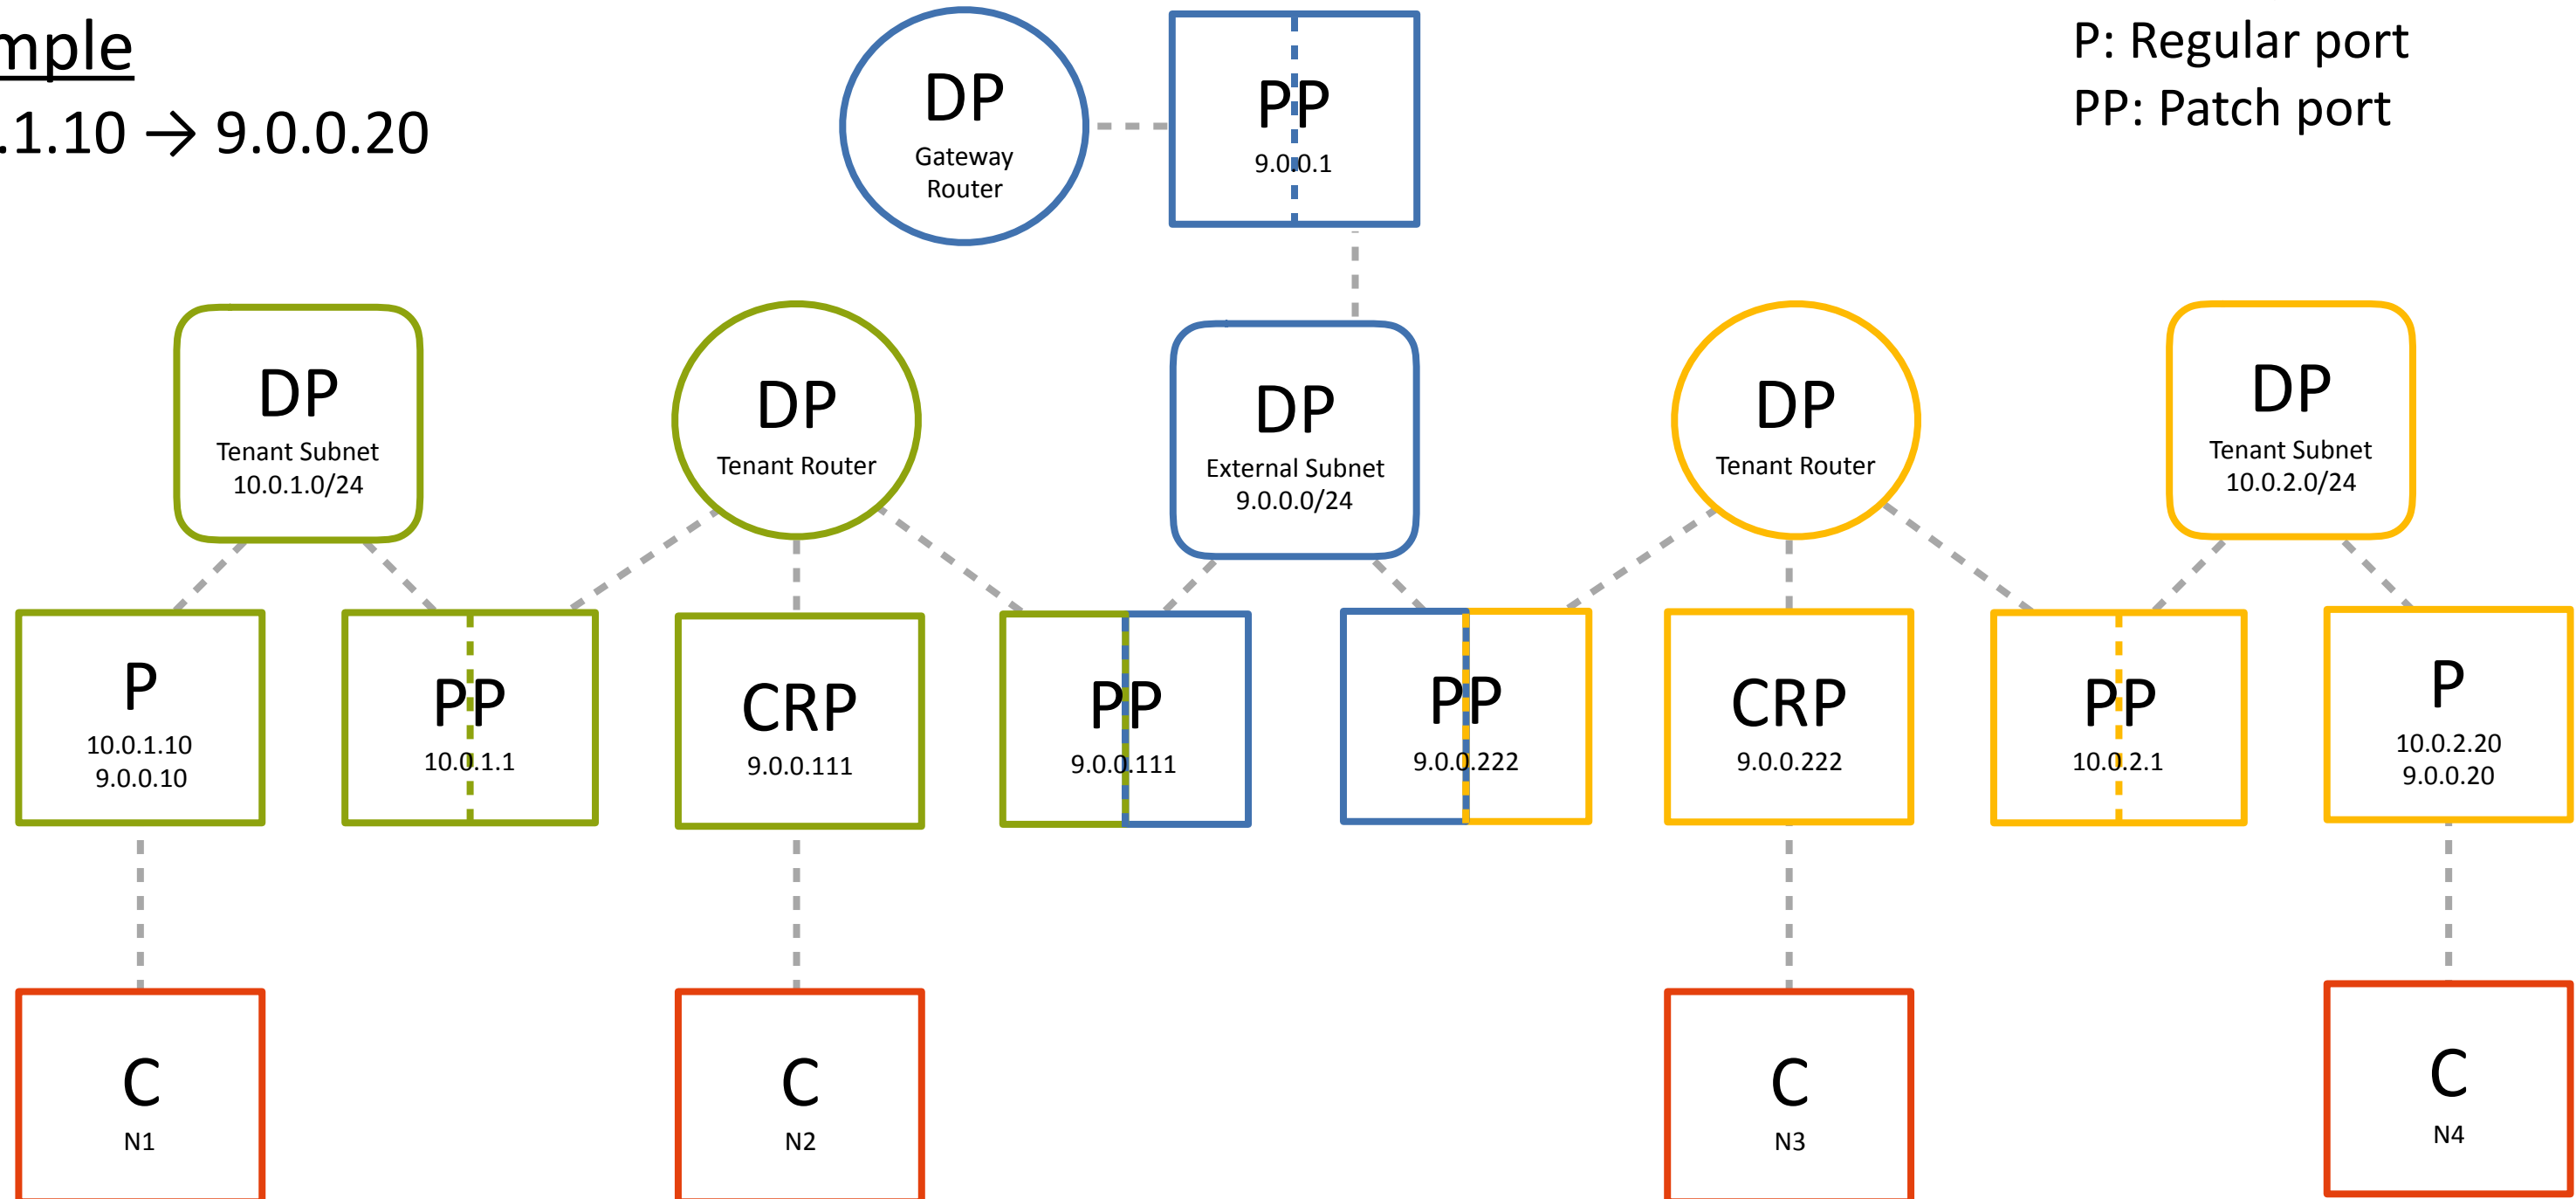 mple
.1.10 → 9.0.0.20
P: Regular port
PP: Patch port
DP
Gateway
Router
PP
9.0.0.1
DP
Tenant Subnet
10.0.1.0/24
DP
Tenant Router
DP
External Subnet
9.0.0.0/24
DP
Tenant Router
DP
Tenant Subnet
10.0.2.0/24
P
10.0.1.10
9.0.0.10
PP
10.0.1.1
CRP
9.0.0.111
PP
9.0.0.111
PP
9.0.0.222
CRP
9.0.0.222
PP
10.0.2.1
P
10.0.2.20
9.0.0.20
C
N1
C
N2
C
N3
C
N4